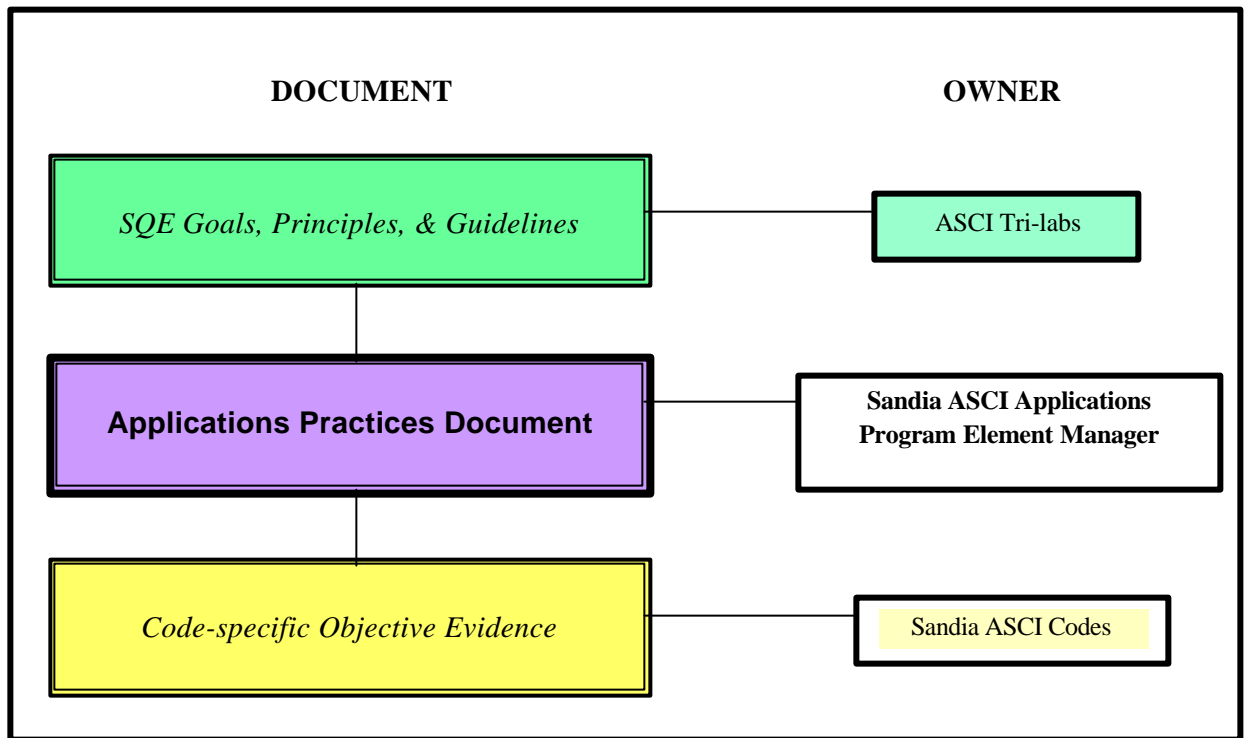 DOCUMENT
OWNER
SQE Goals, Principles, & Guidelines
ASCI Tri-labs
Applications Practices Document
Sandia ASCI Applications
Program Element Manager
Code-specific Objective Evidence
Sandia ASCI Codes